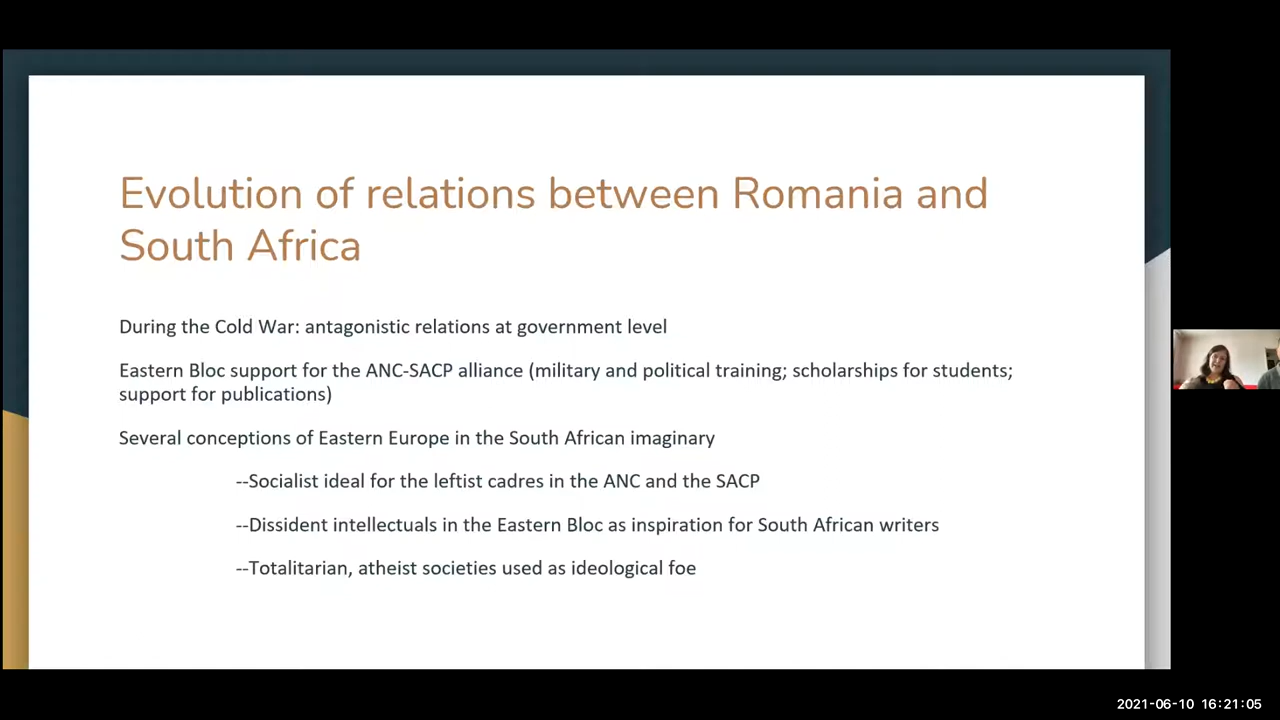 Evolution of relations between Romania and
South Africa
During the Cold War: antagonistic relations at government level
Eastern Bloc support for the ANC-SACP alliance (military and political training; scholarships for students;
support for publications)
Several conceptions of Eastern Europe in the South African imaginary
--Socialist ideal for the leftist cadres in the ANC and the SACP
--Dissident intellectuals in the Eastern Bloc as inspiration for South African writers
--Totalitarian, atheist societies used as ideological foe
2021-06-10 16:21:05